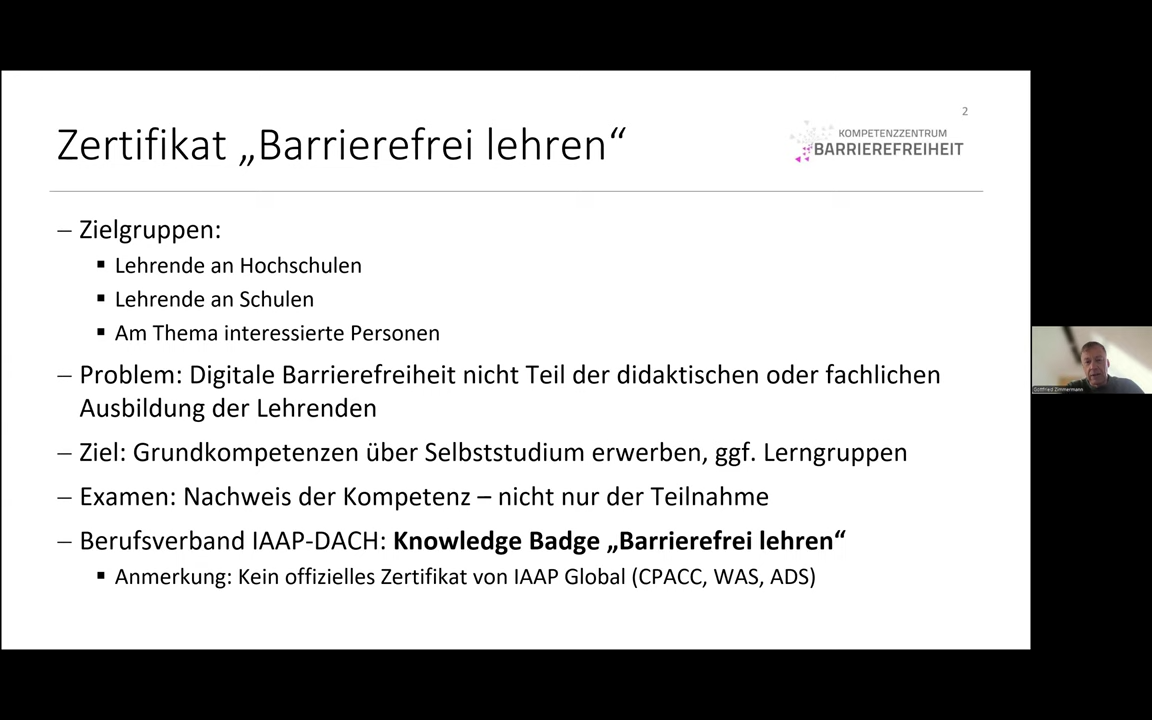 2
Zertifikat „Barrierefrei lehren“
KOMPETENZZENTRUM
BARRIEREFREIHEIT
– Zielgruppen:
▪ Lehrende an Hochschulen
▪ Lehrende an Schulen
▪ Am Thema interessierte Personen
– Problem: Digitale Barrierefreiheit nicht Teil der didaktischen oder fachlichen
Ausbildung der Lehrenden
– Ziel: Grundkompetenzen über Selbststudium erwerben, ggf. Lerngruppen
– Examen: Nachweis der Kompetenz – nicht nur der Teilnahme
– Berufsverband IAAP-DACH: Knowledge Badge „Barrierefrei lehren“
▪ Anmerkung: Kein offizielles Zertifikat von IAAP Global (CPACC, WAS, ADS)
Gottfried Zimmermann